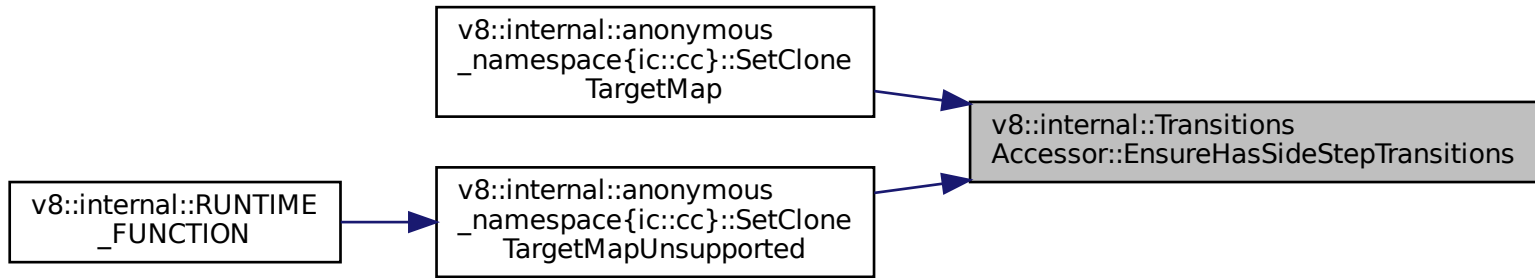 v8::internal::anonymous
_namespace{ic::cc}::SetClone
TargetMap
v8::internal::Transitions
Accessor::EnsureHasSideStepTransitions
v8::internal::RUNTIME
_FUNCTION
v8::internal::anonymous
_namespace{ic::cc}::SetClone
TargetMapUnsupported